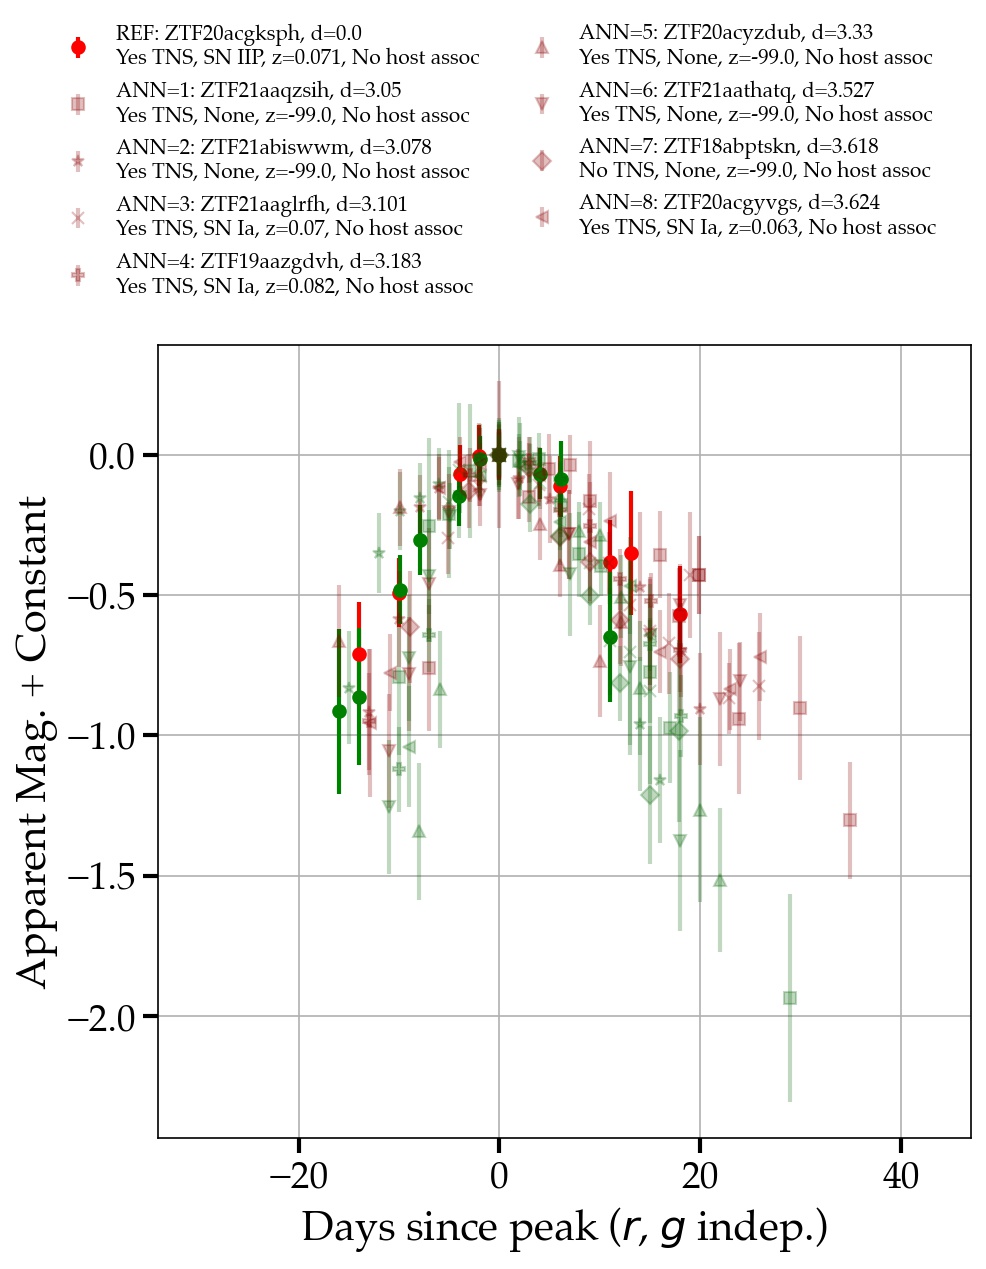 REF: ZTF20acgksph, d=0.0
Yes TNS, SN IIP, z=0.071, No host assoc
ANN=1: ZTF21aaqzsih, d=3.05
Yes TNS, None, z=-99.0, No host assoc
ANN=2: ZTF21abiswwm, d=3.078
Yes TNS, None, z=-99.0, No host assoc
ANN=3: ZTF21aaglrfh, d=3.101
Yes TNS, SN Ia, z=0.07, No host assoc
ANN=4: ZTF19aazgdvh, d=3.183
Yes TNS, SN Ia, z=0.082, No host assoc
ANN=5: ZTF20acyzdub, d=3.33
Yes TNS, None, z=-99.0, No host assoc
ANN=6: ZTF21aathatq, d=3.527
Yes TNS, None, z=-99.0, No host assoc
ANN=7: ZTF18abptskn, d=3.618
No TNS, None, z=-99.0, No host assoc
ANN=8: ZTF20acgyvgs, d=3.624
Yes TNS, SN Ia, z=0.063, No host assoc
Apparent Mag. + Constant
0.0
−0.5
−1.0
−1.5
−2.0
−20 0 20 40
Days since peak (r, g indep.)